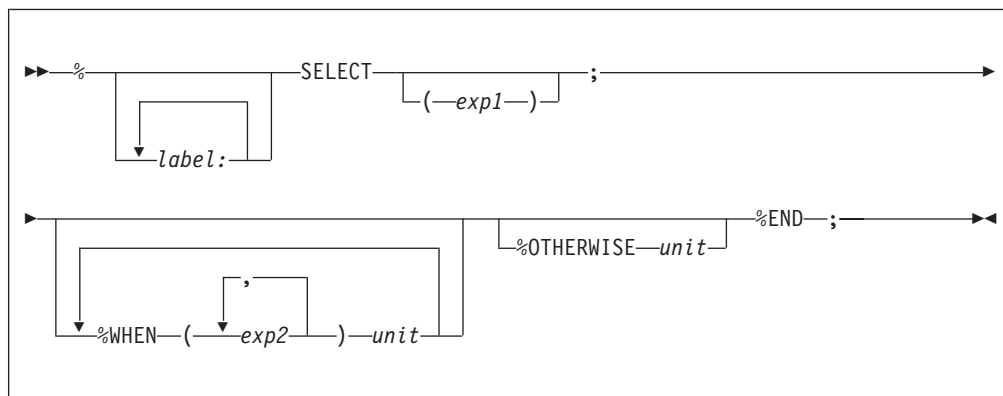 % SELECT ;
( exp1 )
label:
%END ;
%OTHERWISE unit
,
%WHEN ( exp2 ) unit